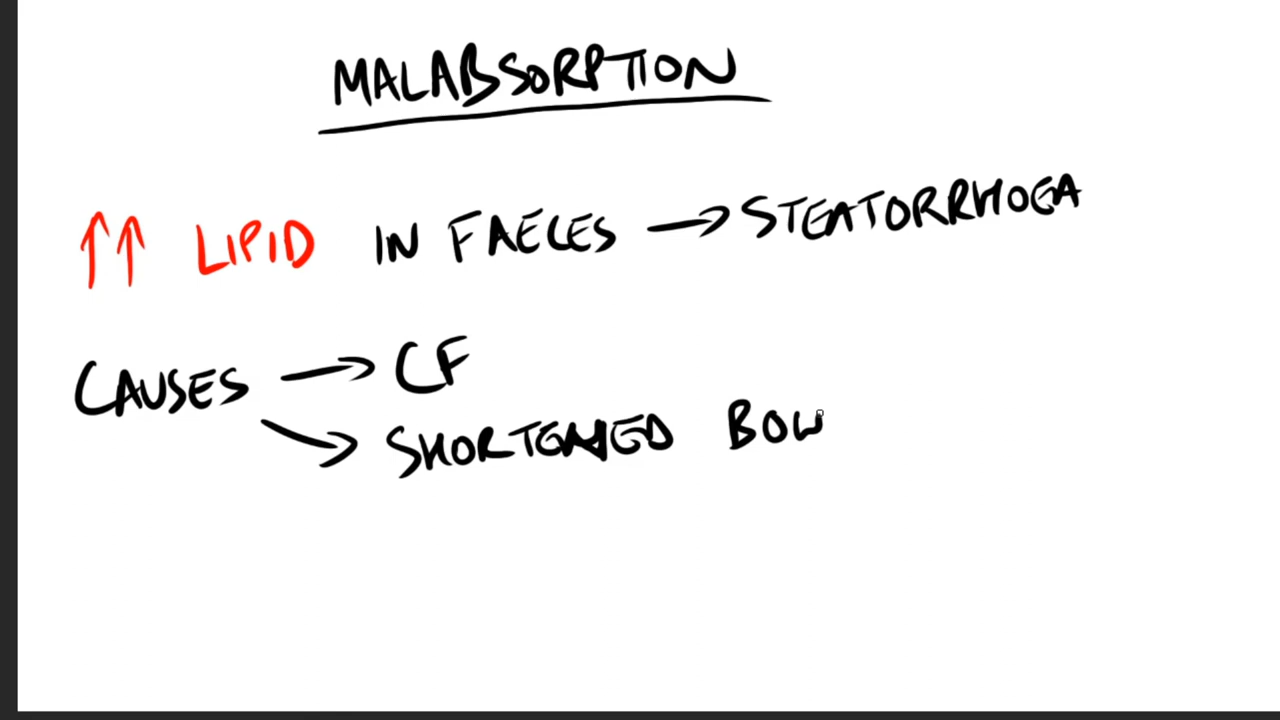 MALABSORPTION
↑↑ LIPID IN FAECES → STEATORRHOEA
CAUSES → CF
→ SHORTENED BOW